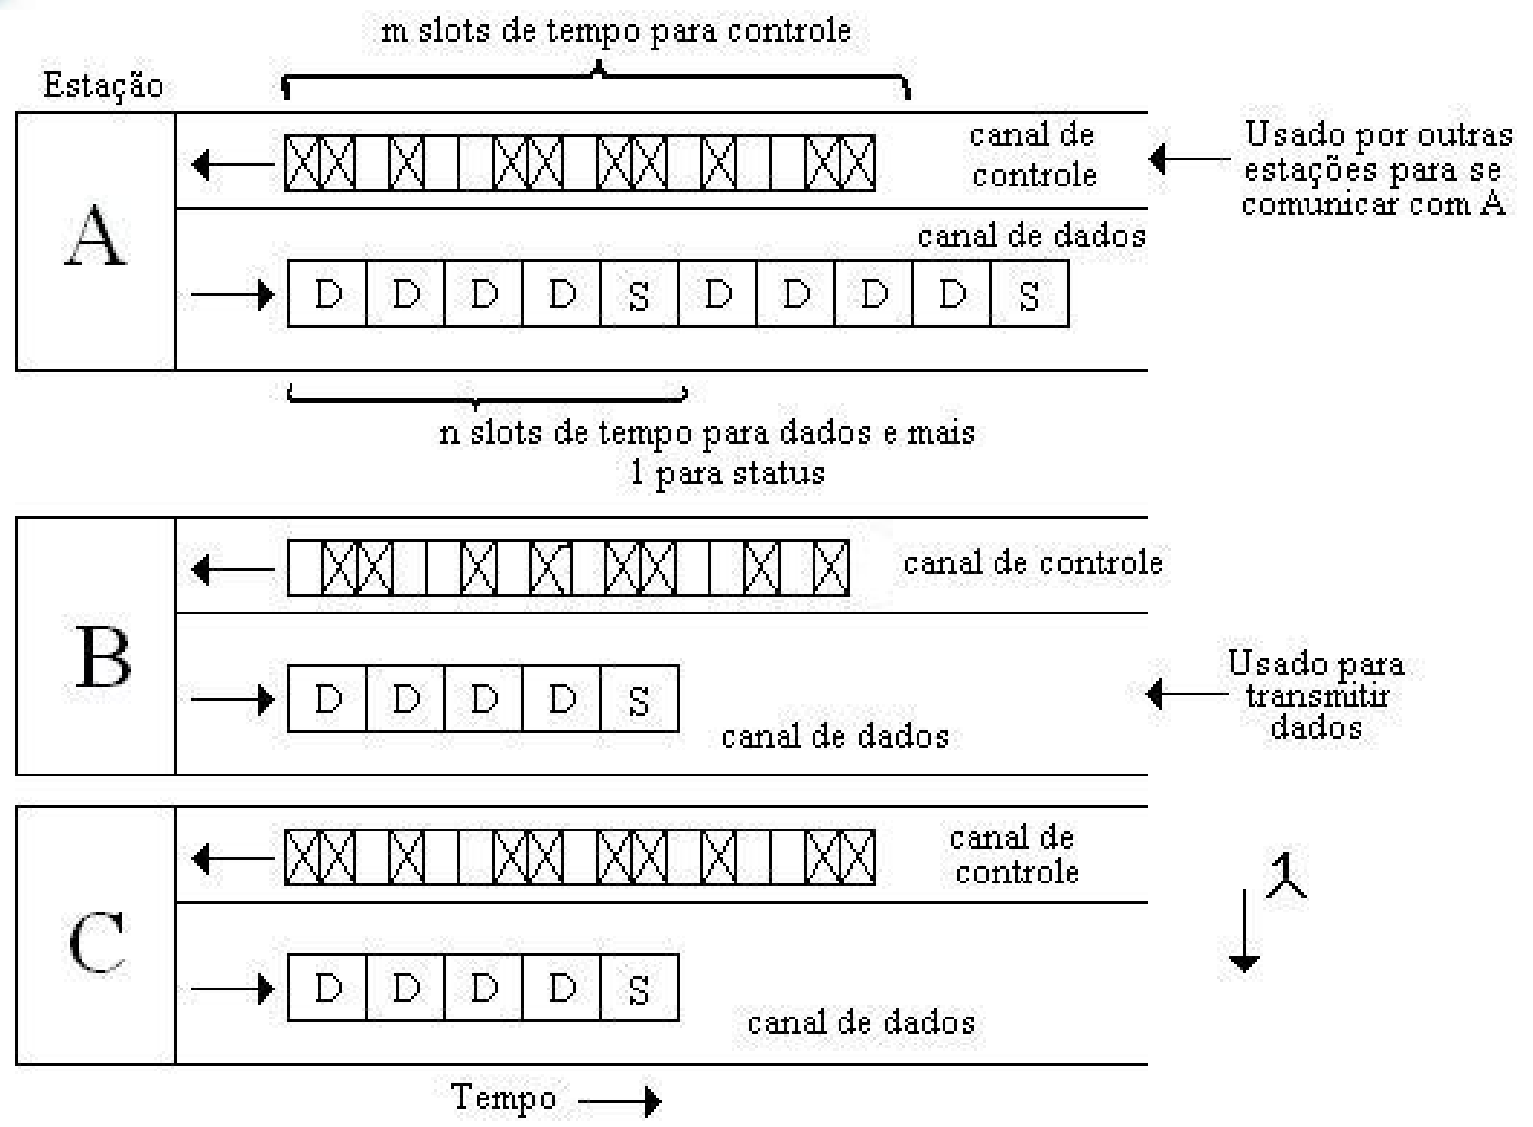 m slots de tempo para controle
Estação
A
canal de
controle
Usado por outras
estações para se
comunicar com A
canal de dados
D D D D S D D D D S
n slots de tempo para dados e mais
1 para status
B
canal de controle
D D D D S
canal de dados
Usado para
transmitir
dados
C
canal de
controle
D D D D S
canal de dados
λ
Tempo